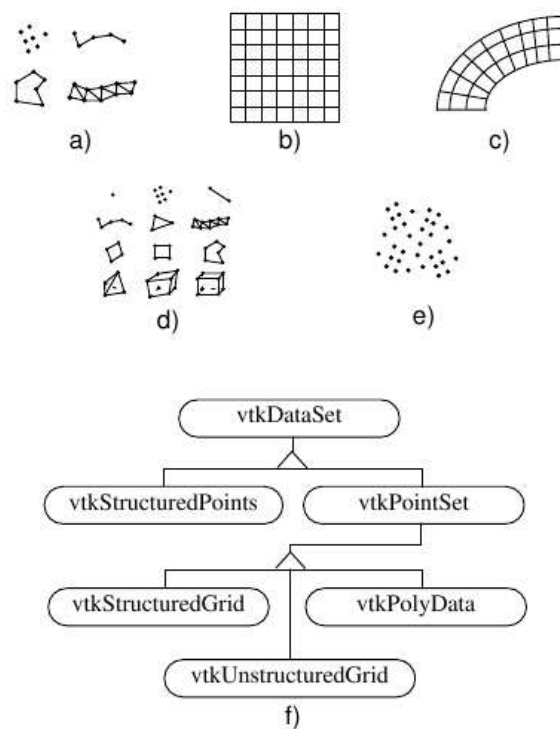 a)
b)
c)
d)
e)
vtkDataSet
vtkStructuredPoints
vtkPointSet
vtkStructuredGrid
vtkPolyData
vtkUnstructuredGrid
f)